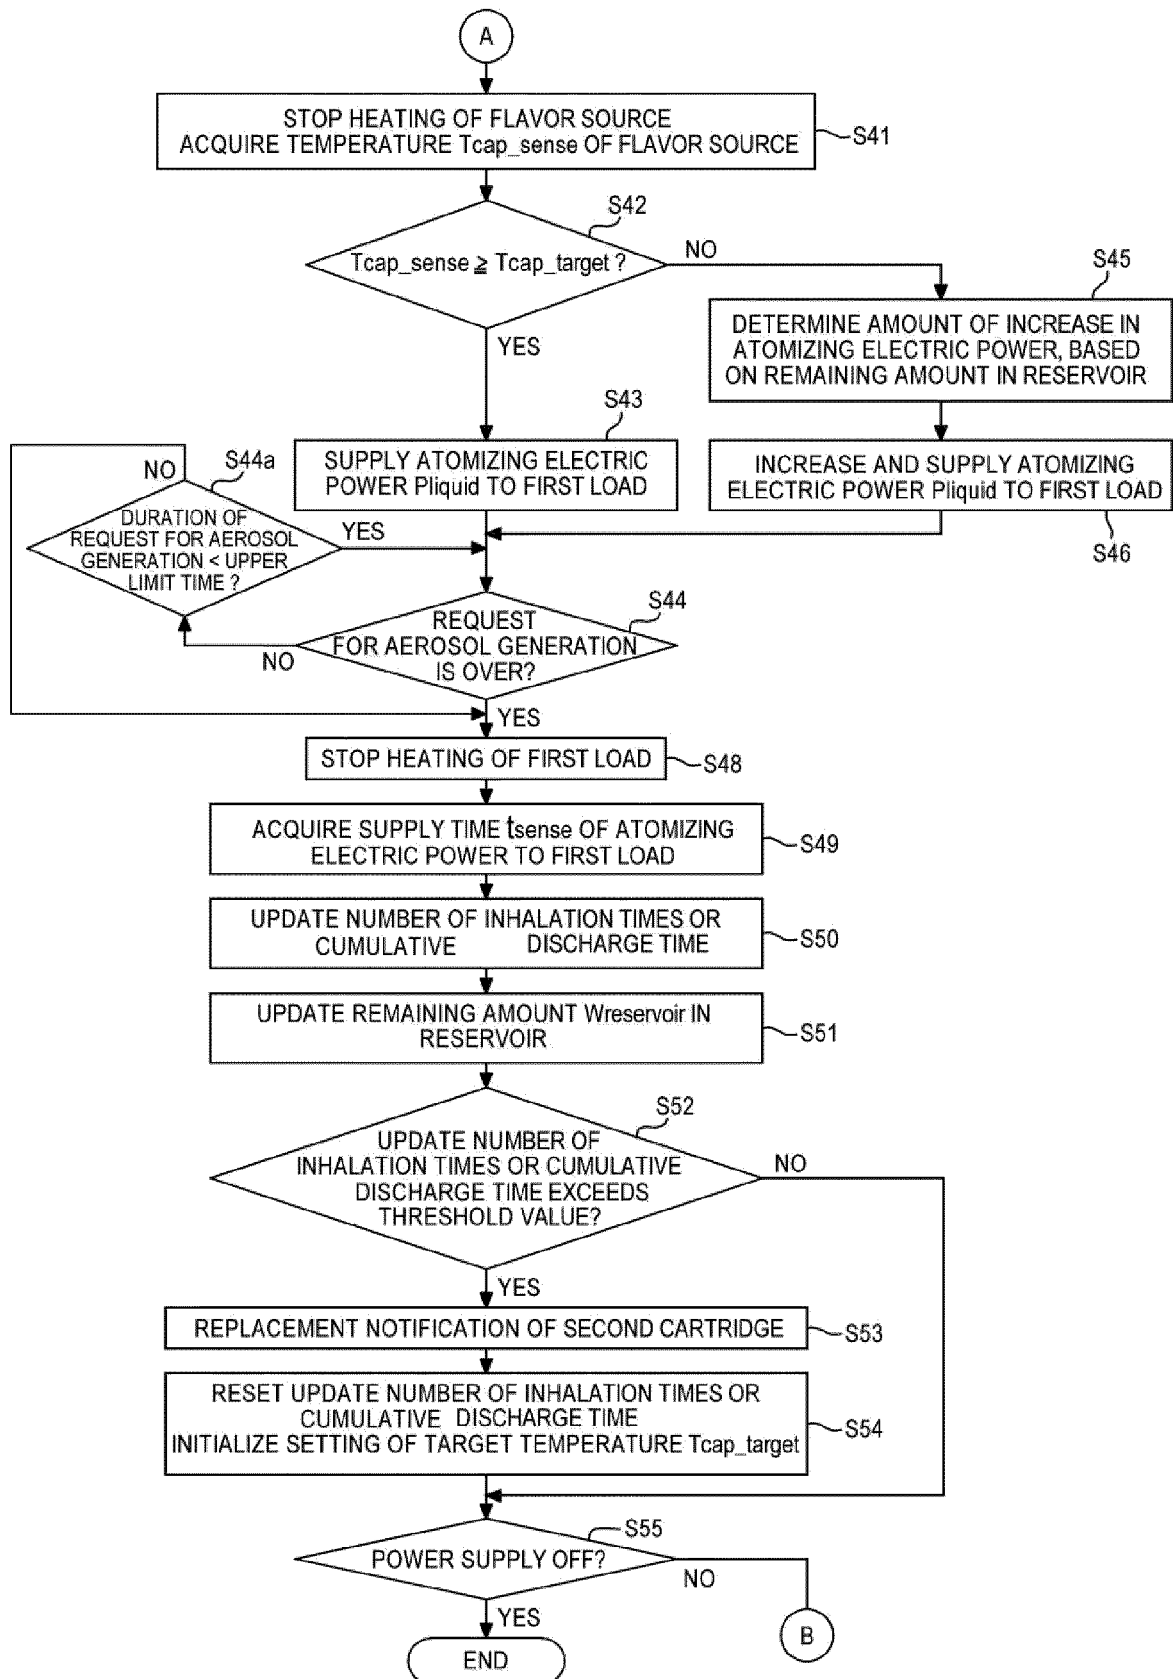 A
STOP HEATING OF FLAVOR SOURCE
ACQUIRE TEMPERATURE Tcap_sense OF FLAVOR SOURCE
S41
S42
Tcap_sense ≧ Tcap_target ?
NO
YES
S45
DETERMINE AMOUNT OF INCREASE IN
ATOMIZING ELECTRIC POWER, BASED
ON REMAINING AMOUNT IN RESERVOIR
S43
SUPPLY ATOMIZING ELECTRIC
POWER Pliquid TO FIRST LOAD
INCREASE AND SUPPLY ATOMIZING
ELECTRIC POWER Pliquid TO FIRST LOAD
S46
NO
S44a
DURATION OF
REQUEST FOR AEROSOL
GENERATION < UPPER
LIMIT TIME ?
YES
S44
REQUEST
FOR AEROSOL GENERATION
IS OVER?
NO
YES
STOP HEATING OF FIRST LOAD
S48
ACQUIRE SUPPLY TIME tsense OF ATOMIZING
ELECTRIC POWER TO FIRST LOAD
S49
UPDATE NUMBER OF INHALATION TIMES OR
CUMULATIVE DISCHARGE TIME
S50
UPDATE REMAINING AMOUNT Wreservoir IN
RESERVOIR
S51
S52
UPDATE NUMBER OF
INHALATION TIMES OR CUMULATIVE
DISCHARGE TIME EXCEEDS
THRESHOLD VALUE?
NO
YES
REPLACEMENT NOTIFICATION OF SECOND CARTRIDGE
S53
RESET UPDATE NUMBER OF INHALATION TIMES OR
CUMULATIVE DISCHARGE TIME
INITIALIZE SETTING OF TARGET TEMPERATURE Tcap_target
S54
S55
POWER SUPPLY OFF?
NO
YES
B
END